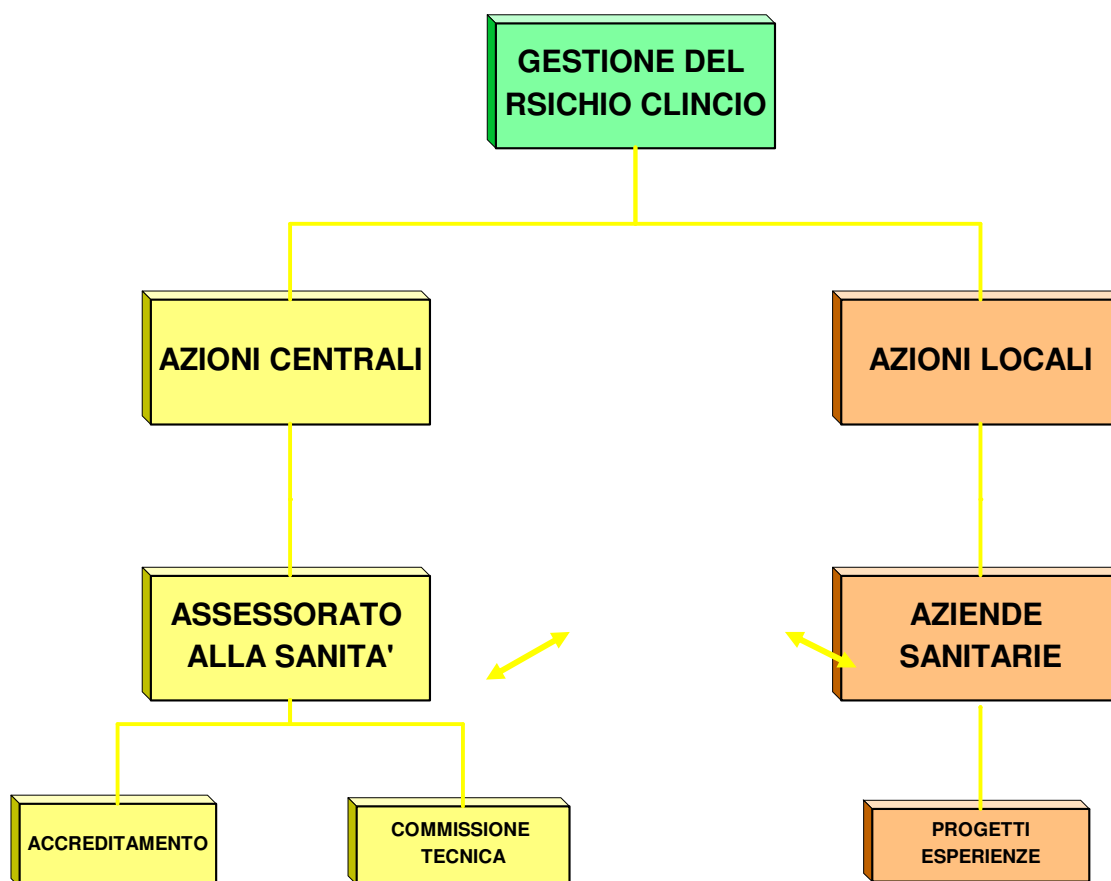 GESTIONE DEL
RSICHIO CLINCIO
AZIONI CENTRALI
AZIONI LOCALI
ASSESSORATO
ALLA SANITA'
AZIENDE
SANITARIE
ACCREDITAMENTO
COMMISSIONE
TECNICA
PROGETTI
ESPERIENZE